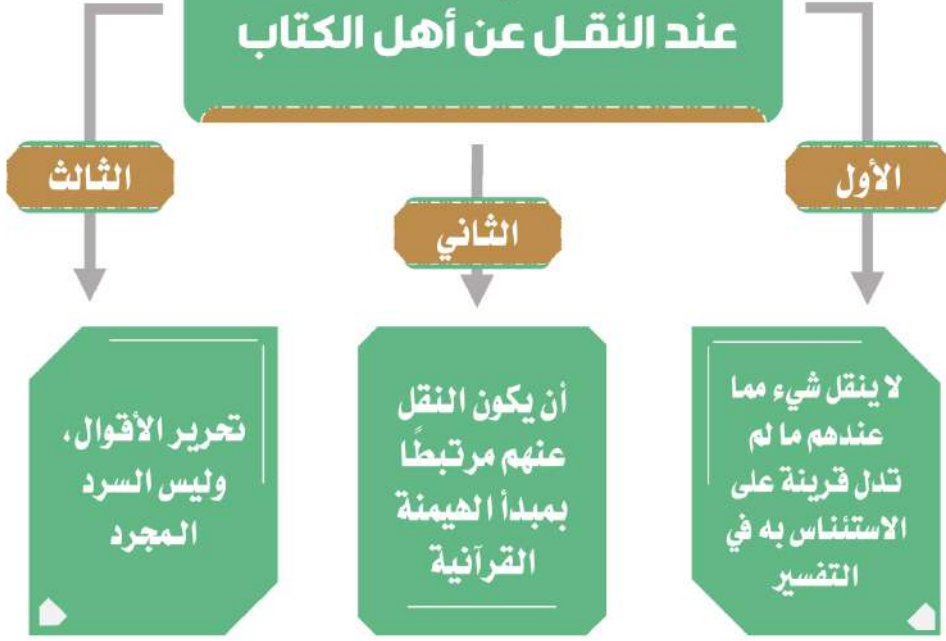 عند النقل عن أهل الكتاب
الأول
الثاني
الثالث
لا ينقل شيء مما
عندهم ما لم
تدل قرينة على
الاستئناس به في
التفسير
أن يكون النقل
عنهم مرتبطًا
بمبدأ الهيمنة
القرآنية
تحرير الأقوال،
وليس السرد
المجرد